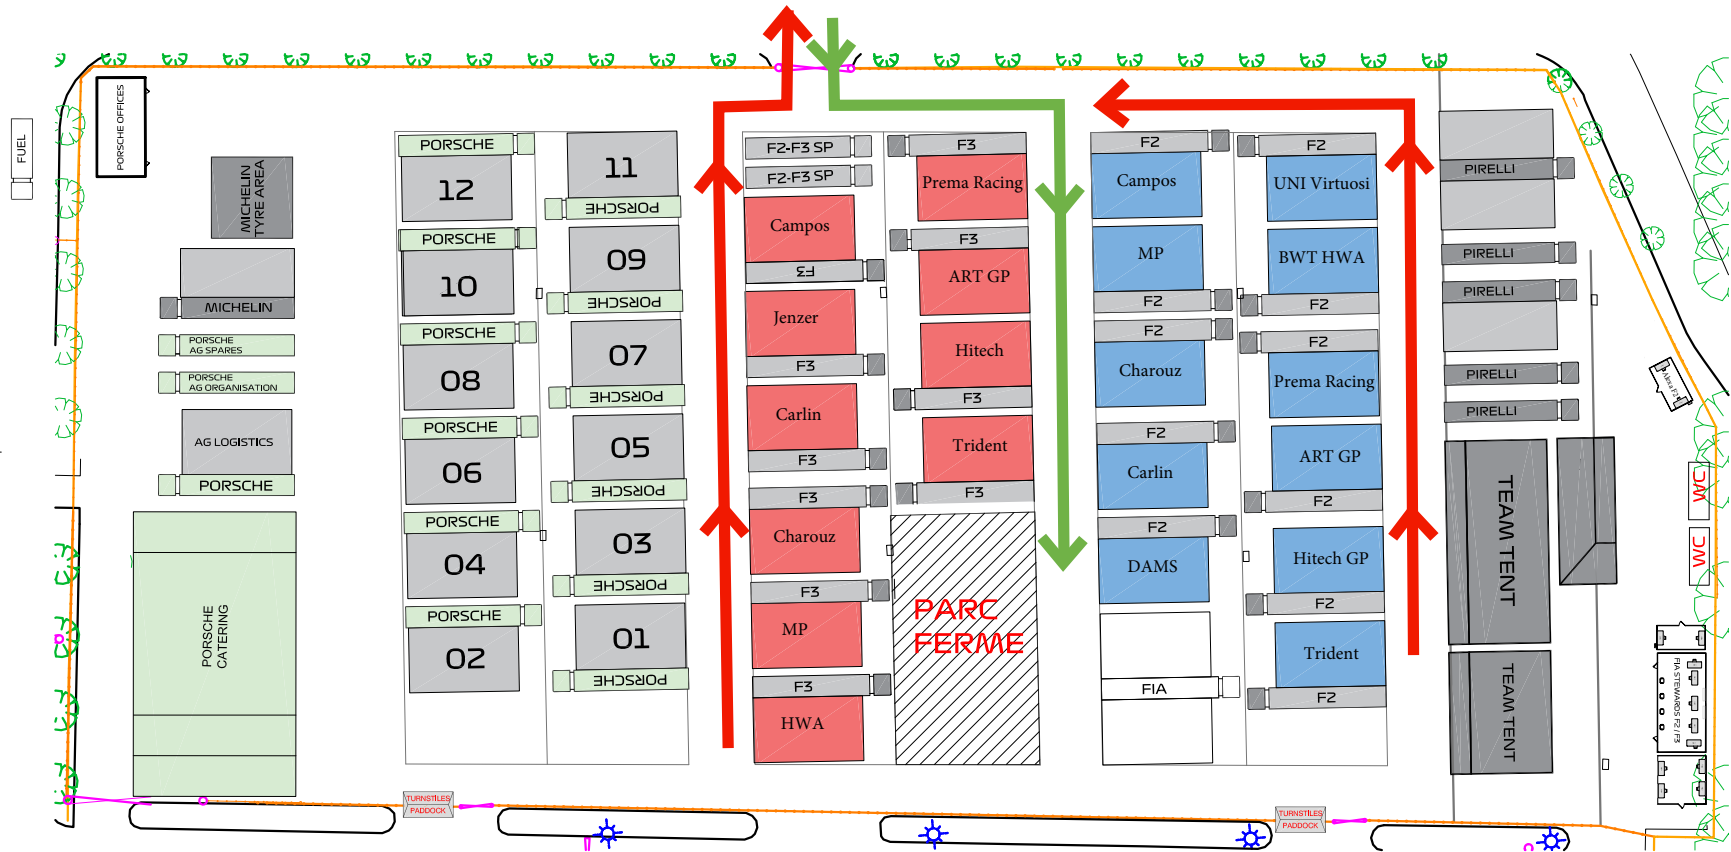 FUEL
PORSCHE OFFICES
MICHELIN
TYRE AREA
MICHELIN
PORSCHE
AG SPARES
PORSCHE
AG ORGANISATION
AG LOGISTICS
PORSCHE
PORSCHE
CATERING
PORSCHE
12
PORSCHE
10
PORSCHE
08
PORSCHE
06
PORSCHE
04
PORSCHE
02
11
PORSCHE
09
PORSCHE
07
PORSCHE
05
PORSCHE
03
PORSCHE
01
PORSCHE
F2-F3 SP
F2-F3 SP
Campos
F3
Jenzer
F3
Carlin
F3
F3
Charouz
F3
MP
F3
HWA
F3
Prema Racing
F3
ART GP
Hitech
F3
Trident
F3
PARC
FERME
F2
Campos
MP
F2
F2
Charouz
F2
Carlin
F2
DAMS
FIA
F2
UNI Virtuosi
BWT HWA
F2
F2
Prema Racing
ART GP
F2
Hitech GP
F2
Trident
F2
PIRELLI
PIRELLI
PIRELLI
PIRELLI
PIRELLI
TEAM TENT
TEAM TENT
WC
WC
FIA STEWARDS F2 / F3
TURNSTILES
PADDOCK
TURNSTILES
PADDOCK